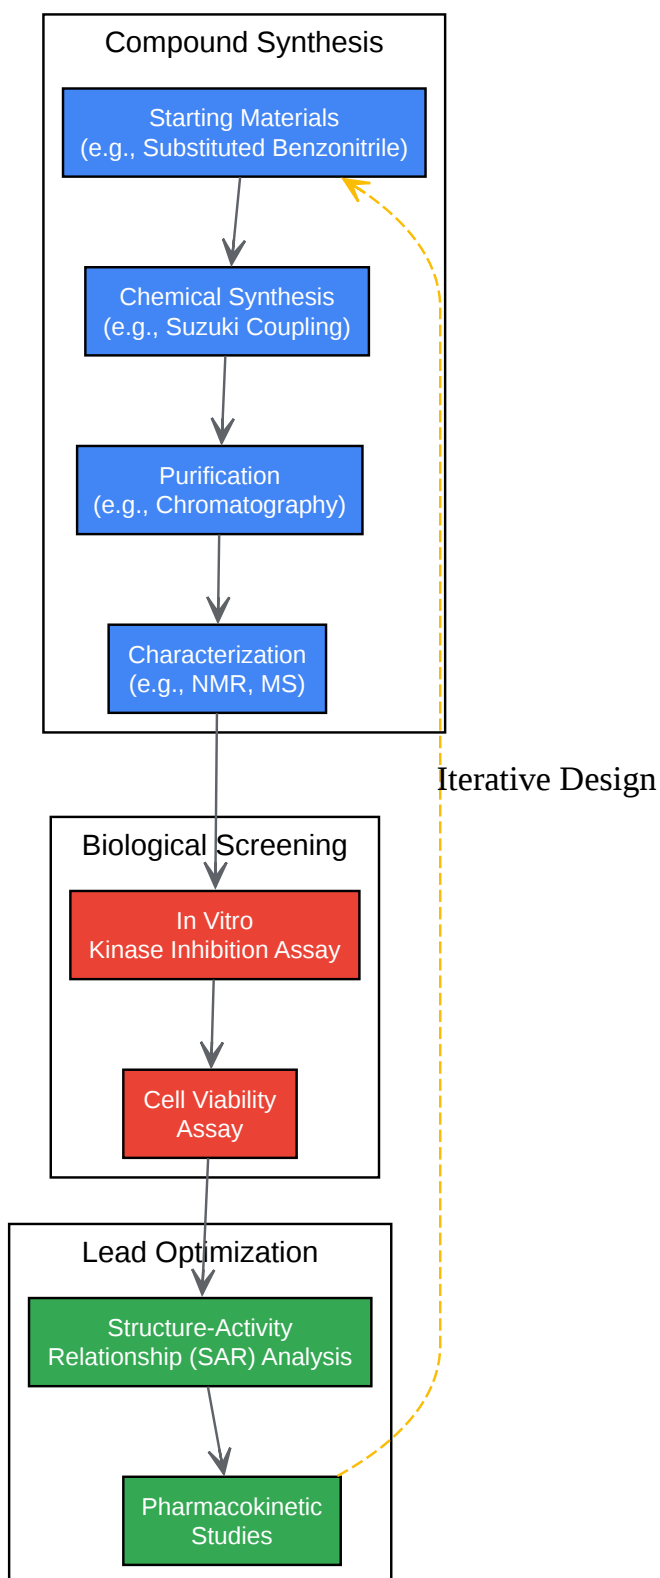 Compound Synthesis
Starting Materials
(e.g., Substituted Benzonitrile)
Chemical Synthesis
(e.g., Suzuki Coupling)
Purification
(e.g., Chromatography)
Characterization
(e.g., NMR, MS)
Iterative Design
Biological Screening
In Vitro
Kinase Inhibition Assay
Cell Viability
Assay
Lead Optimization
Structure-Activity
Relationship (SAR) Analysis
Pharmacokinetic
Studies